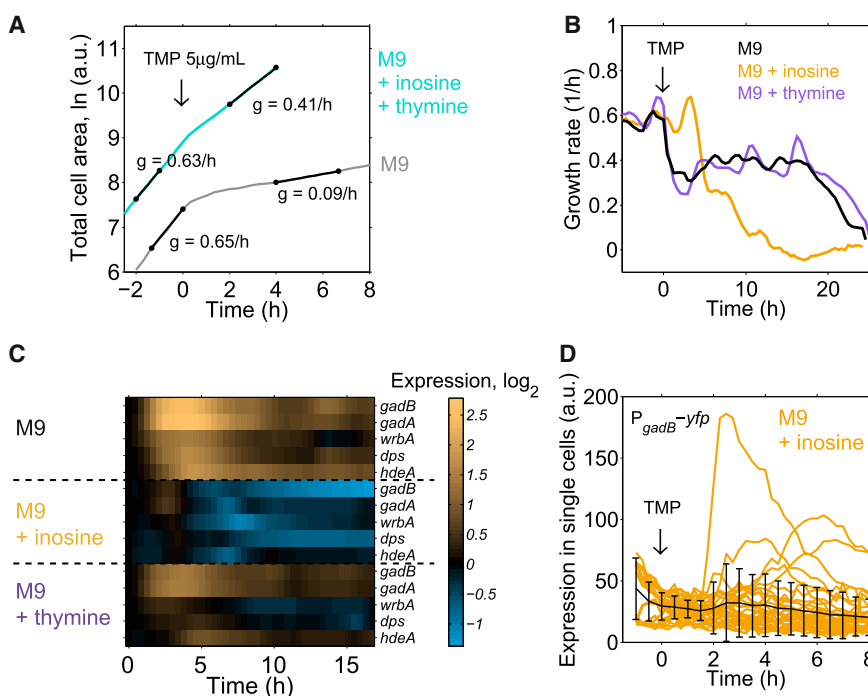 A
Total cell area, ln (a.u.)
11
10
9
8
7
6
TMP 5μg/mL
g = 0.41/h
g = 0.63/h
g = 0.09/h
g = 0.65/h
M9
+ inosine
+ thymine
M9
−2 0 2 4 6 8
Time (h)
B
Growth rate (1/h)
1
0.8
0.6
0.4
0.2
0
TMP
M9
M9 + inosine
M9 + thymine
0 10 20
Time (h)
C
Expression, log2
M9
gadB
gadA
wrbA
dps
hdeA
M9
+ inosine
gadB
gadA
wrbA
dps
hdeA
M9
+ thymine
gadB
gadA
wrbA
dps
hdeA
2.5
2
1.5
1
0.5
0
−0.5
−1
0 5 10 15
Time (h)
D
Expression in single cells (a.u.)
200
150
100
50
0
PgadB−yfp
M9
+ inosine
TMP
0 2 4 6 8
Time (h)